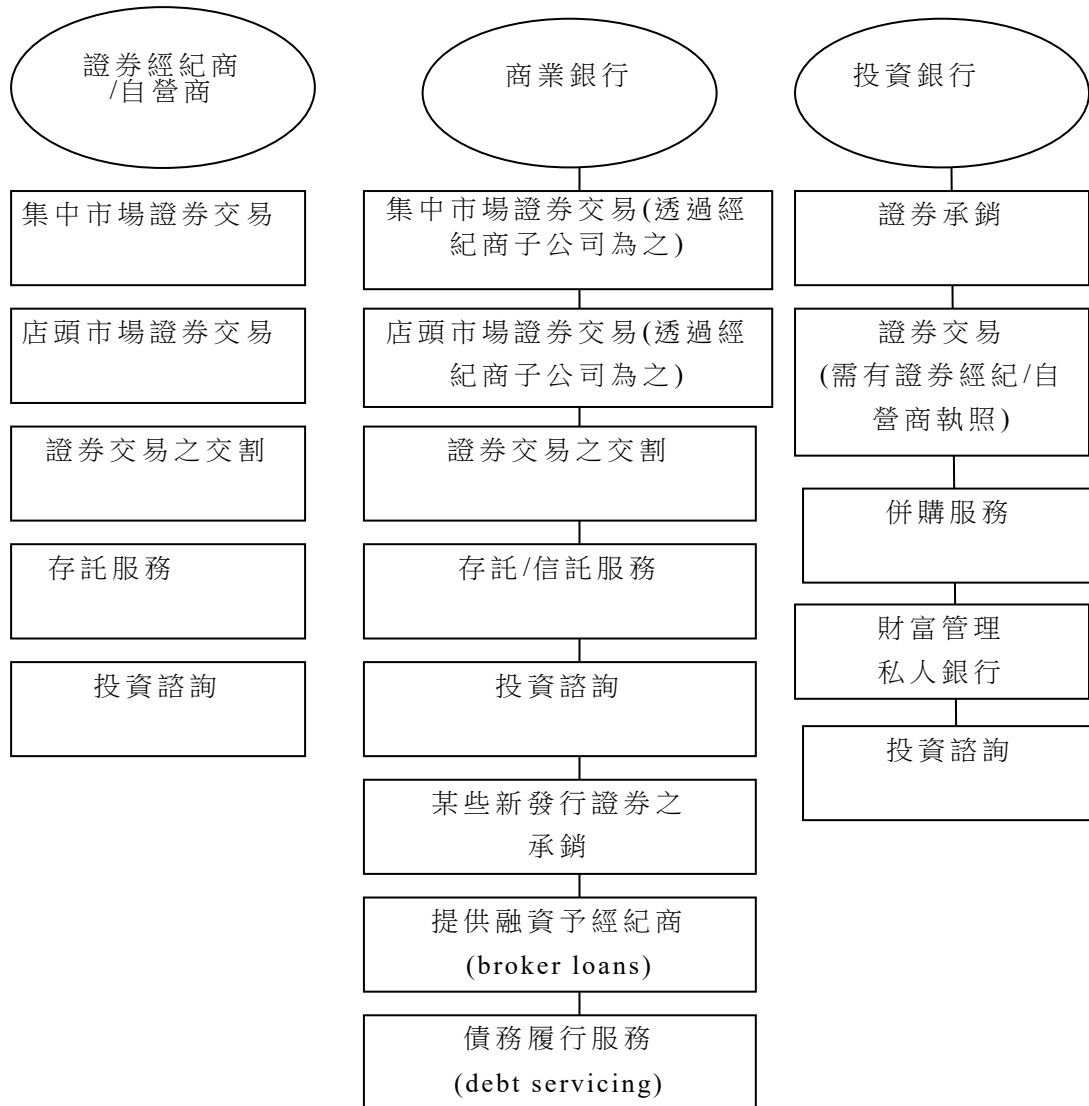 證券經紀商
/自營商
集中市場證券交易
店頭市場證券交易
證券交易之交割
存託服務
投資諮詢
商業銀行
集中市場證券交易(透過經
紀商子公司為之)
店頭市場證券交易(透過經
紀商子公司為之)
證券交易之交割
存託/信託服務
投資諮詢
某些新發行證券之
承銷
提供融資予經紀商
(broker loans)
債務履行服務
(debt servicing)
投資銀行
證券承銷
證券交易
(需有證券經紀/自
營商執照)
併購服務
財富管理
私人銀行
投資諮詢